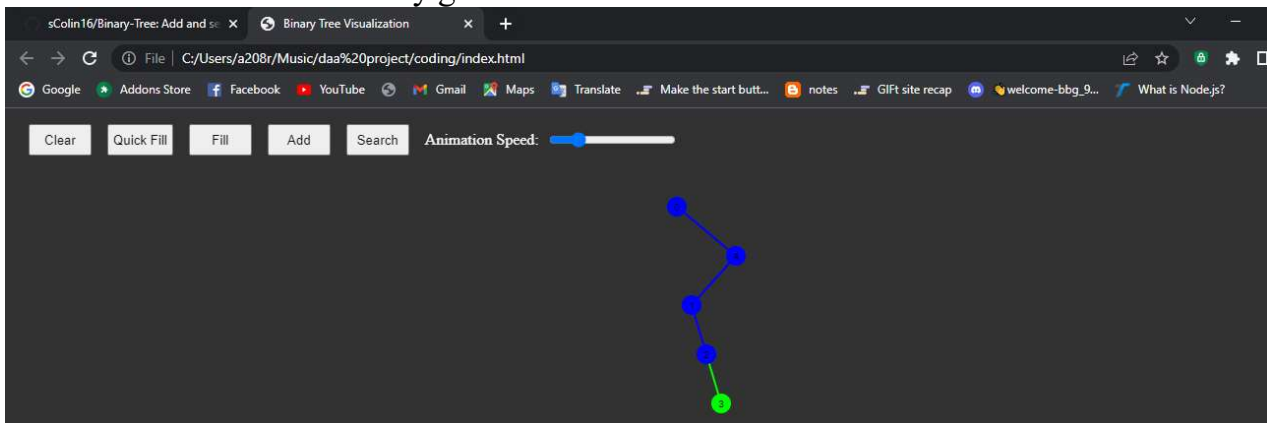 sColin16/Binary-Tree: Add and se
Binary Tree Visualization
File | C:/Users/a208r/Music/daa%20project/coding/index.html
Google Addons Store Facebook YouTube Gmail Maps Translate Make the start butt... notes GIFt site recap welcome-bbg_9... What is Node.js?
Clear Quick Fill Fill Add Search Animation Speed:
3